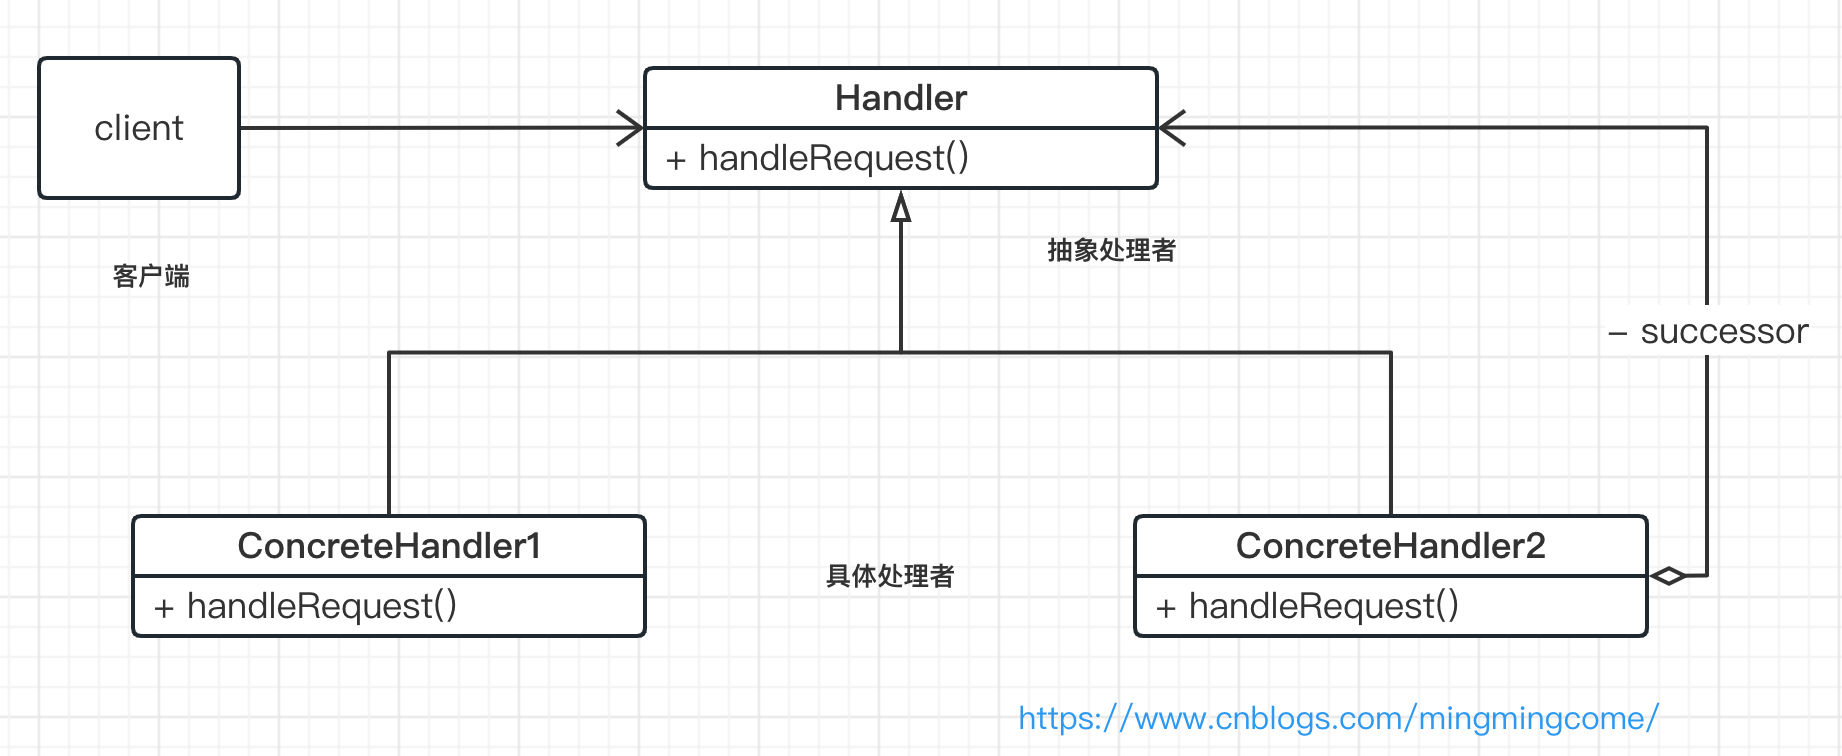 client
Handler
+ handleRequest()
客户端
抽象处理者
- successor
ConcreteHandler1
+ handleRequest()
具体处理者
ConcreteHandler2
+ handleRequest()
https://www.cnblogs.com/mingmingcome/